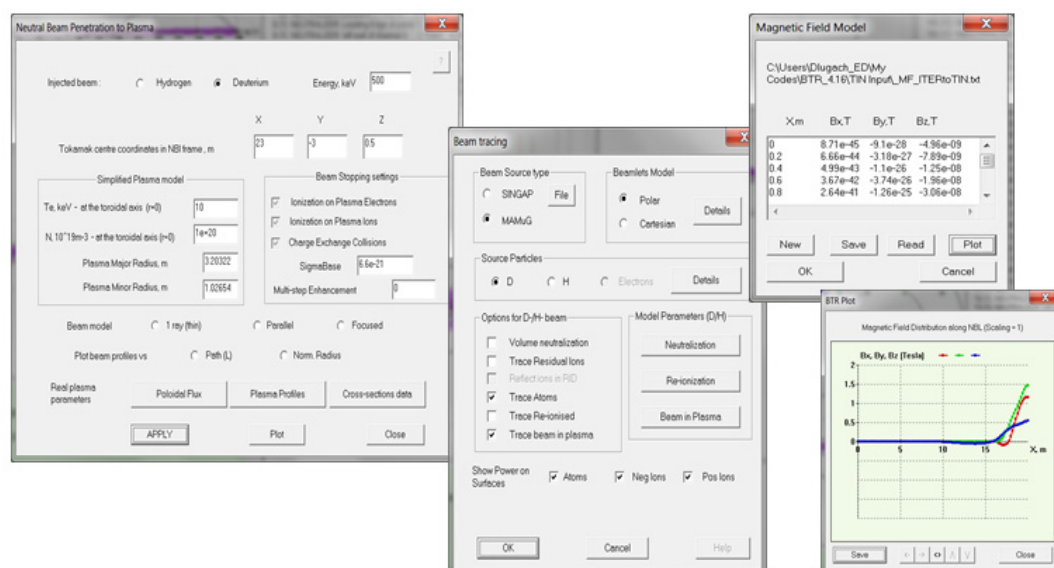 Neutral Beam Penetration to Plasma
X
?
Injected beam: Hydrogen Deuterium Energy, keV 500
X Y Z
Tokamak centre coordinates in NBI frame, m 23 -3 0.5
Simplified Plasma model
Te, keV - at the toroidal axis (r=0) 10
N, 10^19m-3 - at the toroidal axis (r=0) 1e+20
Plasma Major Radius, m 3.20322
Plasma Minor Radius, m 1.02654
Beam Stopping settings
Ionization on Plasma Electrons
Ionization on Plasma Ions
Charge Exchange Collisions
SigmaBase 6.6e-21
Multi-step Enhancement 0
Beam model 1 ray (thin) Parallel Focused
Plot beam profiles vs Path (L) Norm. Radius
Real plasma
parameters
Poloidal Flux Plasma Profiles Cross-sections data
APPLY Plot Close
Beam tracing
X
Beam Source type
SINGAP File
MAMuG
Beamlets Model
Polar
Cartesian
Details
Source Particles
D H Electrons Details
Options for D-/H- beam
Volume neutralization
Trace Residual Ions
Reflect ions in RID
Trace Atoms
Trace Re-ionised
Trace beam in plasma
Model Parameters (D/H)
Neutralization
Re-ionization
Beam in Plasma
Show Power on
Surfaces
Atoms Neg Ions Pos Ions
OK Cancel Help
Magnetic Field Model
X
C:\Users\Dlugach_ED\My
Codes\BTR_4.16\TIN Input\_MF_ITERtoTIN.txt
X,m Bx,T By,T Bz,T
0 8.71e-45 -9.1e-28 -4.96e-09
0.2 6.66e-44 -3.18e-27 -7.89e-09
0.4 4.99e-43 -1.1e-26 -1.25e-08
0.6 3.67e-42 -3.74e-26 -1.96e-08
0.8 2.64e-41 -1.26e-25 -3.06e-08
New Save Read Plot
OK Cancel
BTR Plot
X
Magnetic Field Distribution along NBL (Scaling = 1)
Bx, By, Bz (Tesla)
2
1.5
1
0.5
0
0 5 10 15 X, m
Save ← → <> Λ V Close